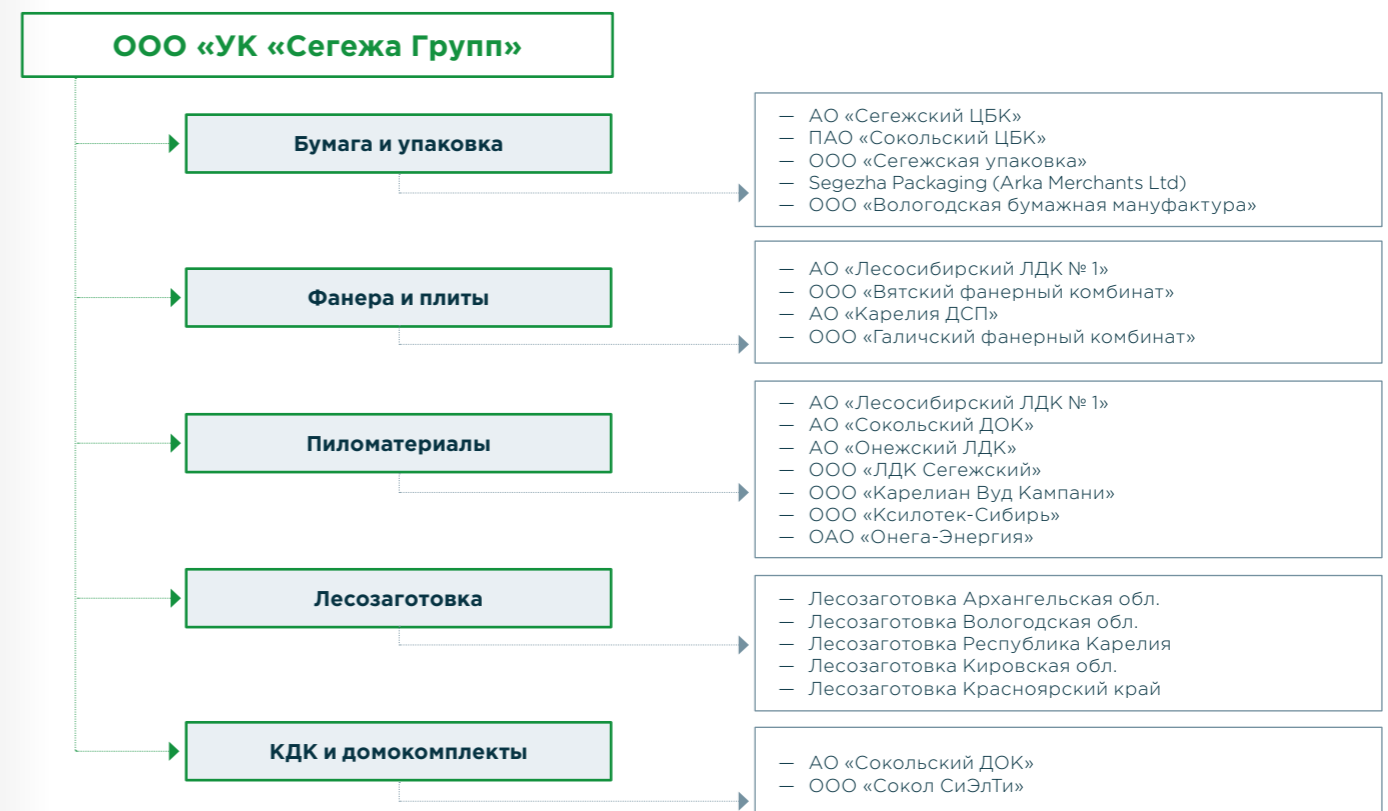 ООО «УК «Сегежа Групп»
Бумага и упаковка
— АО «Сегежский ЦБК»
— ПАО «Сокольский ЦБК»
— ООО «Сегежская упаковка»
— Segezha Packaging (Arka Merchants Ltd)
— ООО «Вологодская бумажная мануфактура»
Фанера и плиты
— АО «Лесосибирский ЛДК № 1»
— ООО «Вятский фанерный комбинат»
— АО «Карелия ДСП»
— ООО «Галичский фанерный комбинат»
Пиломатериалы
— АО «Лесосибирский ЛДК № 1»
— АО «Сокольский ДОК»
— АО «Онежский ЛДК»
— ООО «ЛДК Сегежский»
— ООО «Карелиан Вуд Кампани»
— ООО «Ксилотек-Сибирь»
— ОАО «Онега-Энергия»
Лесозаготовка
— Лесозаготовка Архангельская обл.
— Лесозаготовка Вологодская обл.
— Лесозаготовка Республика Карелия
— Лесозаготовка Кировская обл.
— Лесозаготовка Красноярский край
КДК и домокомплекты
— АО «Сокольский ДОК»
— ООО «Сокол СиЭлТи»